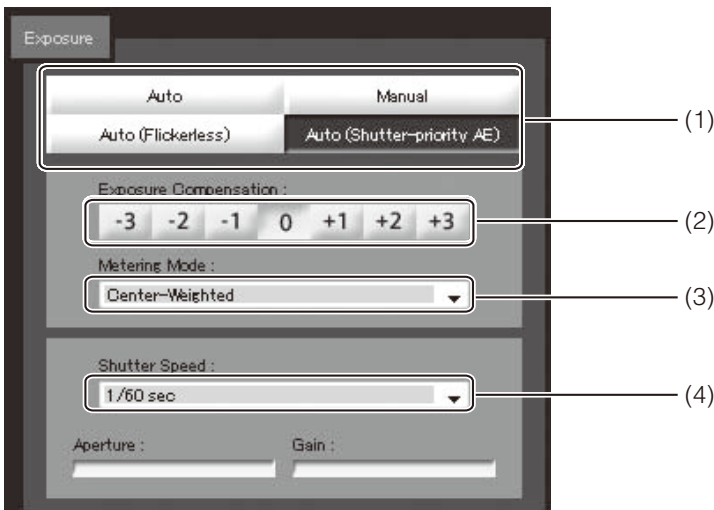 Exposure
Auto Manual
(1)
Auto (Flickerless) Auto (Shutter-priority AE)
Exposure Compensation :
-3 -2 -1 0 +1 +2 +3
(2)
Metering Mode :
Center-Weighted
(3)
Shutter Speed :
1/60 sec
(4)
Aperture : Gain :